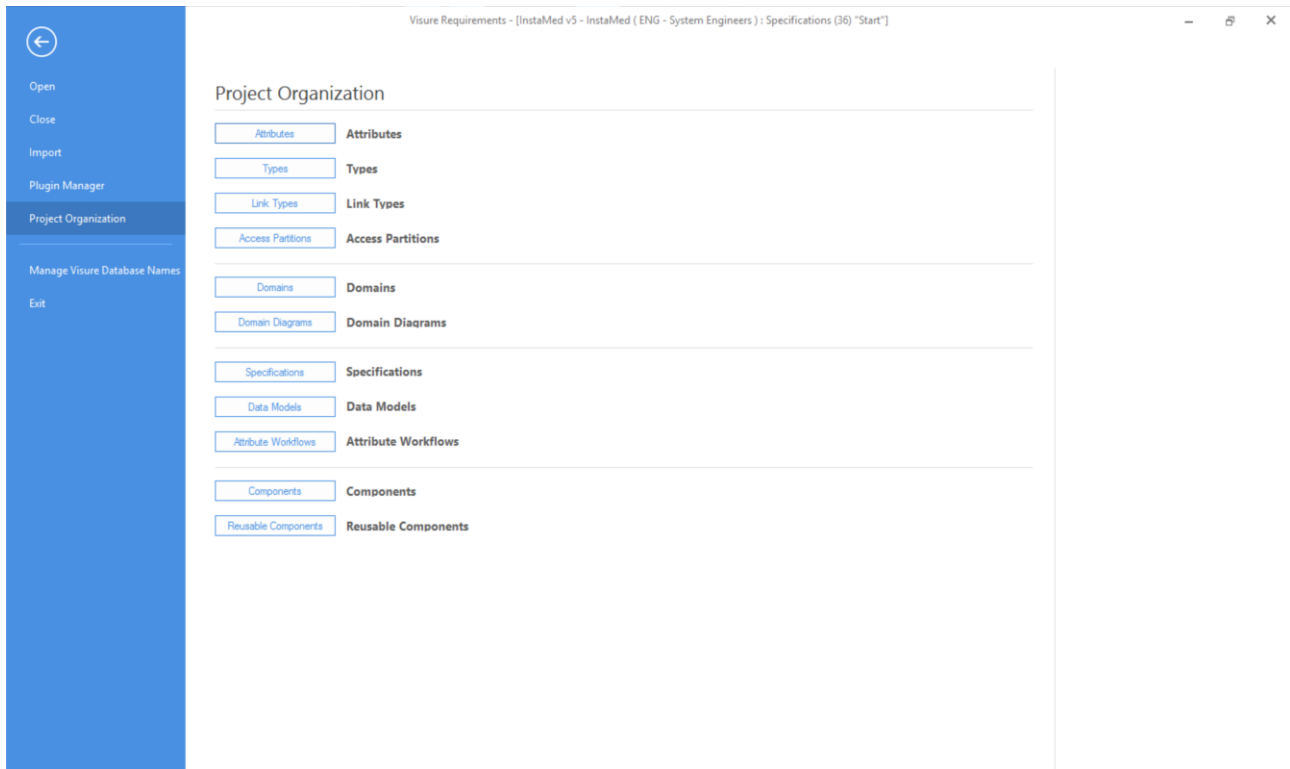 Visure Requirements - [InstaMed v5 - InstaMed ( ENG - System Engineers ) : Specifications (36) "Start"]
Open
Close
Import
Plugin Manager
Project Organization
Manage Visure Database Names
Exit
Project Organization
Attributes Attributes
Types Types
Link Types Link Types
Access Partitions Access Partitions
Domains Domains
Domain Diagrams Domain Diagrams
Specifications Specifications
Data Models Data Models
Attribute Workflows Attribute Workflows
Components Components
Reusable Components Reusable Components